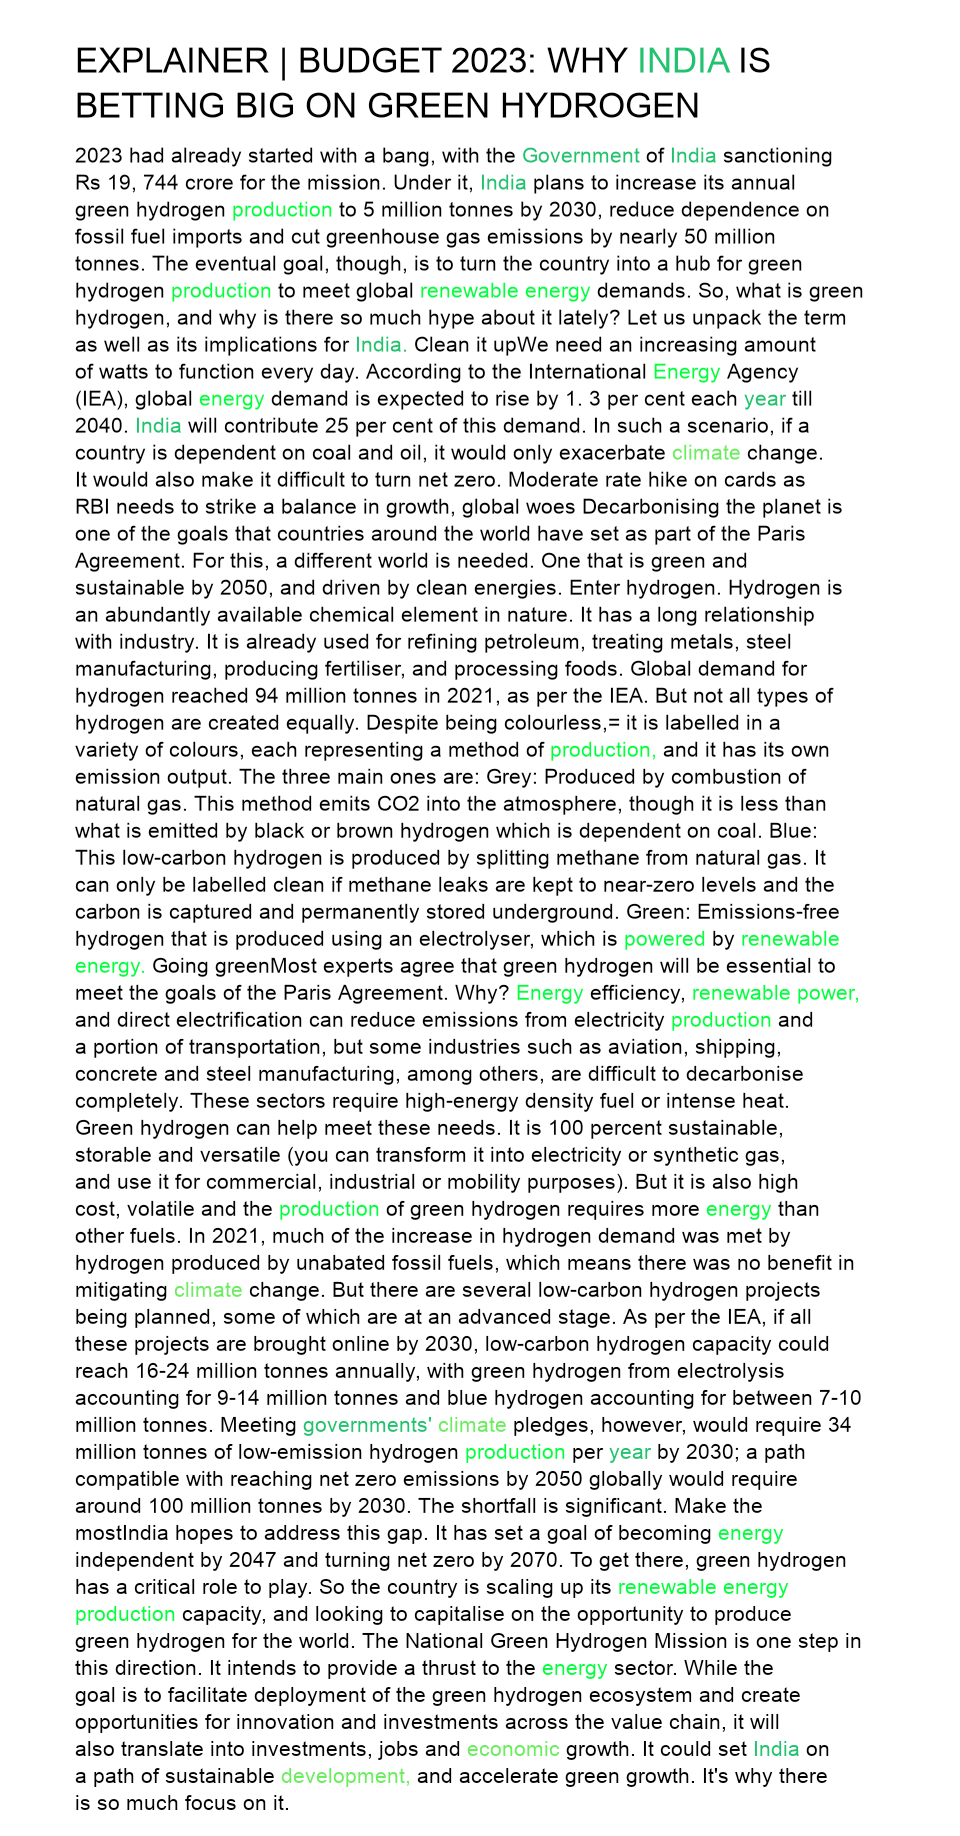 EXPLAINER | BUDGET 2023: WHY INDIA IS
BETTING BIG ON GREEN HYDROGEN
2023 had already started with a bang, with the Government of India sanctioning
Rs 19, 744 crore for the mission. Under it, India plans to increase its annual
green hydrogen production to 5 million tonnes by 2030, reduce dependence on
fossil fuel imports and cut greenhouse gas emissions by nearly 50 million
tonnes. The eventual goal, though, is to turn the country into a hub for green
hydrogen production to meet global renewable energy demands. So, what is green
hydrogen, and why is there so much hype about it lately? Let us unpack the term
as well as its implications for India. Clean it upWe need an increasing amount
of watts to function every day. According to the International Energy Agency
(IEA), global energy demand is expected to rise by 1. 3 per cent each year till
2040. India will contribute 25 per cent of this demand. In such a scenario, if a
country is dependent on coal and oil, it would only exacerbate climate change.
It would also make it difficult to turn net zero. Moderate rate hike on cards as
RBI needs to strike a balance in growth, global woes Decarbonising the planet is
one of the goals that countries around the world have set as part of the Paris
Agreement. For this, a different world is needed. One that is green and
sustainable by 2050, and driven by clean energies. Enter hydrogen. Hydrogen is
an abundantly available chemical element in nature. It has a long relationship
with industry. It is already used for refining petroleum, treating metals, steel
manufacturing, producing fertiliser, and processing foods. Global demand for
hydrogen reached 94 million tonnes in 2021, as per the IEA. But not all types of
hydrogen are created equally. Despite being colourless,= it is labelled in a
variety of colours, each representing a method of production, and it has its own
emission output. The three main ones are: Grey: Produced by combustion of
natural gas. This method emits CO2 into the atmosphere, though it is less than
what is emitted by black or brown hydrogen which is dependent on coal. Blue:
This low-carbon hydrogen is produced by splitting methane from natural gas. It
can only be labelled clean if methane leaks are kept to near-zero levels and the
carbon is captured and permanently stored underground. Green: Emissions-free
hydrogen that is produced using an electrolyser, which is powered by renewable
energy. Going greenMost experts agree that green hydrogen will be essential to
meet the goals of the Paris Agreement. Why? Energy efficiency, renewable power,
and direct electrification can reduce emissions from electricity production and
a portion of transportation, but some industries such as aviation, shipping,
concrete and steel manufacturing, among others, are difficult to decarbonise
completely. These sectors require high-energy density fuel or intense heat.
Green hydrogen can help meet these needs. It is 100 percent sustainable,
storable and versatile (you can transform it into electricity or synthetic gas,
and use it for commercial, industrial or mobility purposes). But it is also high
cost, volatile and the production of green hydrogen requires more energy than
other fuels. In 2021, much of the increase in hydrogen demand was met by
hydrogen produced by unabated fossil fuels, which means there was no benefit in
mitigating climate change. But there are several low-carbon hydrogen projects
being planned, some of which are at an advanced stage. As per the IEA, if all
these projects are brought online by 2030, low-carbon hydrogen capacity could
reach 16-24 million tonnes annually, with green hydrogen from electrolysis
accounting for 9-14 million tonnes and blue hydrogen accounting for between 7-10
million tonnes. Meeting governments' climate pledges, however, would require 34
million tonnes of low-emission hydrogen production per year by 2030; a path
compatible with reaching net zero emissions by 2050 globally would require
around 100 million tonnes by 2030. The shortfall is significant. Make the
mostIndia hopes to address this gap. It has set a goal of becoming energy
independent by 2047 and turning net zero by 2070. To get there, green hydrogen
has a critical role to play. So the country is scaling up its renewable energy
production capacity, and looking to capitalise on the opportunity to produce
green hydrogen for the world. The National Green Hydrogen Mission is one step in
this direction. It intends to provide a thrust to the energy sector. While the
goal is to facilitate deployment of the green hydrogen ecosystem and create
opportunities for innovation and investments across the value chain, it will
also translate into investments, jobs and economic growth. It could set India on
a path of sustainable development, and accelerate green growth. It's why there
is so much focus on it.